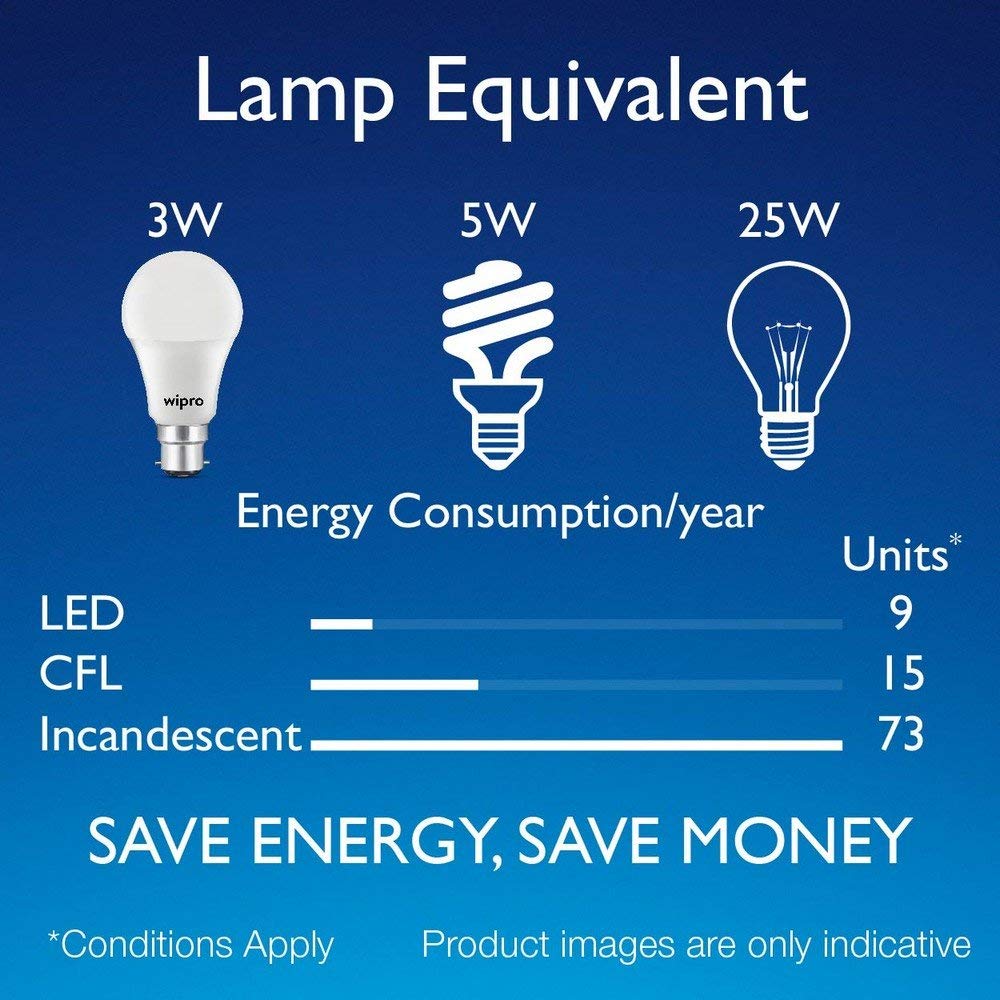 Lamp Equivalent
3W 5W 25W
wipro
Energy Consumption/year
Units*
LED 9
CFL 15
Incandescent 73
SAVE ENERGY, SAVE MONEY
*Conditions Apply Product images are only indicative